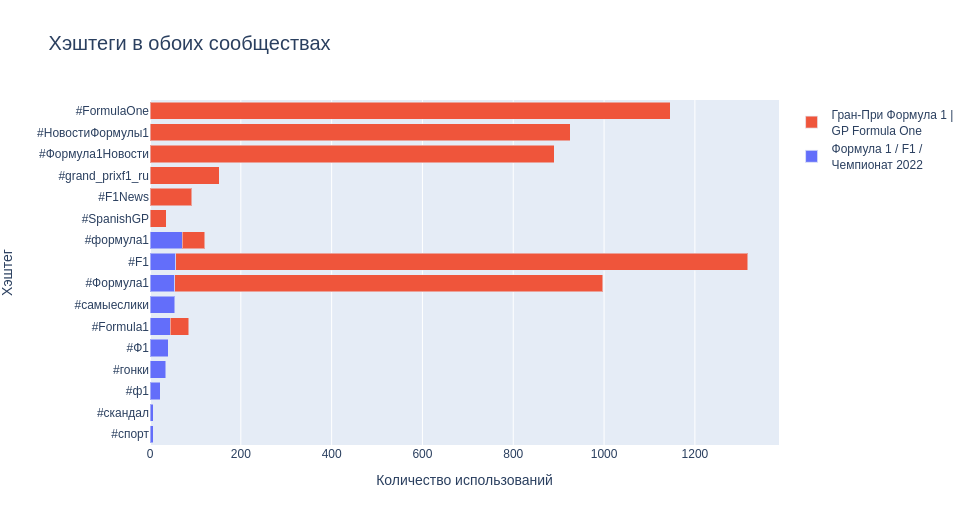 Хэштеги в обоих сообществах
#FormulaOne
#НовостиФормулы1
#Формула1Новости
#grand_prixf1_ru
#F1News
#SpanishGP
#формула1
#F1
#Формула1
#самыеслики
#Formula1
#Ф1
#гонки
#ф1
#скандал
#спорт
Хэштег
0 200 400 600 800 1000 1200
Количество использований
Гран-При Формула 1 |
GP Formula One
Формула 1 / F1 /
Чемпионат 2022